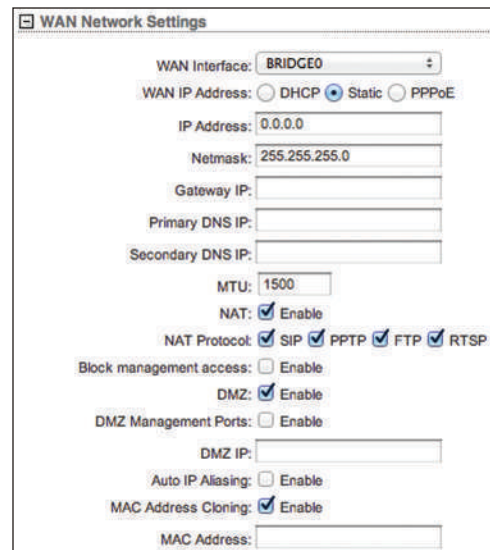 WAN Network Settings
WAN Interface: BRIDGE0
WAN IP Address: DHCP Static PPPoE
IP Address: 0.0.0.0
Netmask: 255.255.255.0
Gateway IP:
Primary DNS IP:
Secondary DNS IP:
MTU: 1500
NAT: Enable
NAT Protocol: SIP PPTP FTP RTSP
Block management access: Enable
DMZ: Enable
DMZ Management Ports: Enable
DMZ IP:
Auto IP Aliasing: Enable
MAC Address Cloning: Enable
MAC Address: